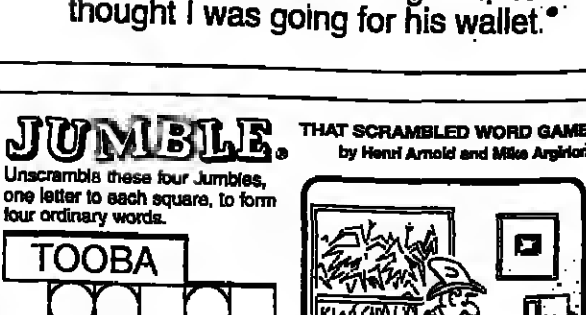 thought I was going for his wallet."
JUMBLE.
THAT SCRAMBLED WORD GAME
by Henri Arnold and Mike Argirion
Unscramble these four Jumbles,
one letter to each square, to form
four ordinary words.
TOOBA